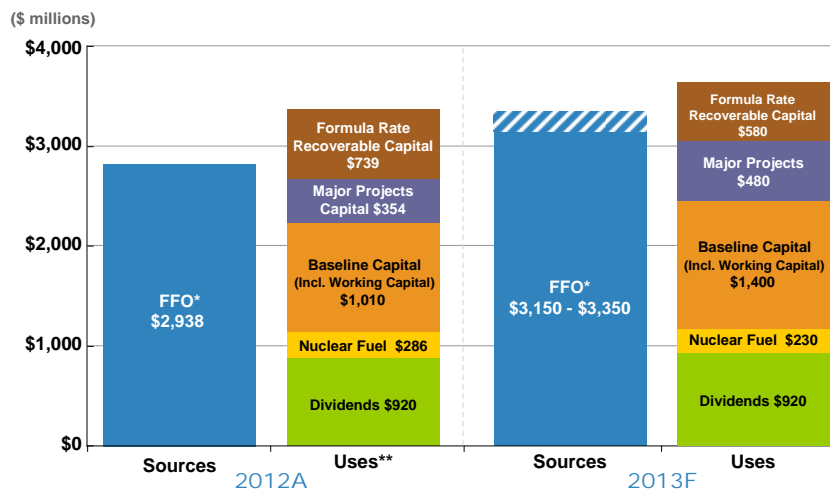 ($ millions)
$4,000
$3,000
$2,000
$1,000
$0
FFO*
$2,938
Formula Rate
Recoverable Capital
$739
Major Projects
Capital $354
Baseline Capital
(Incl. Working Capital)
$1,010
Nuclear Fuel $286
Dividends $920
FFO*
$3,150 - $3,350
Formula Rate
Recoverable Capital
$580
Major Projects
$480
Baseline Capital
(Incl. Working Capital)
$1,400
Nuclear Fuel $230
Dividends $920
Sources
Uses**
Sources
Uses
2012A
2013F